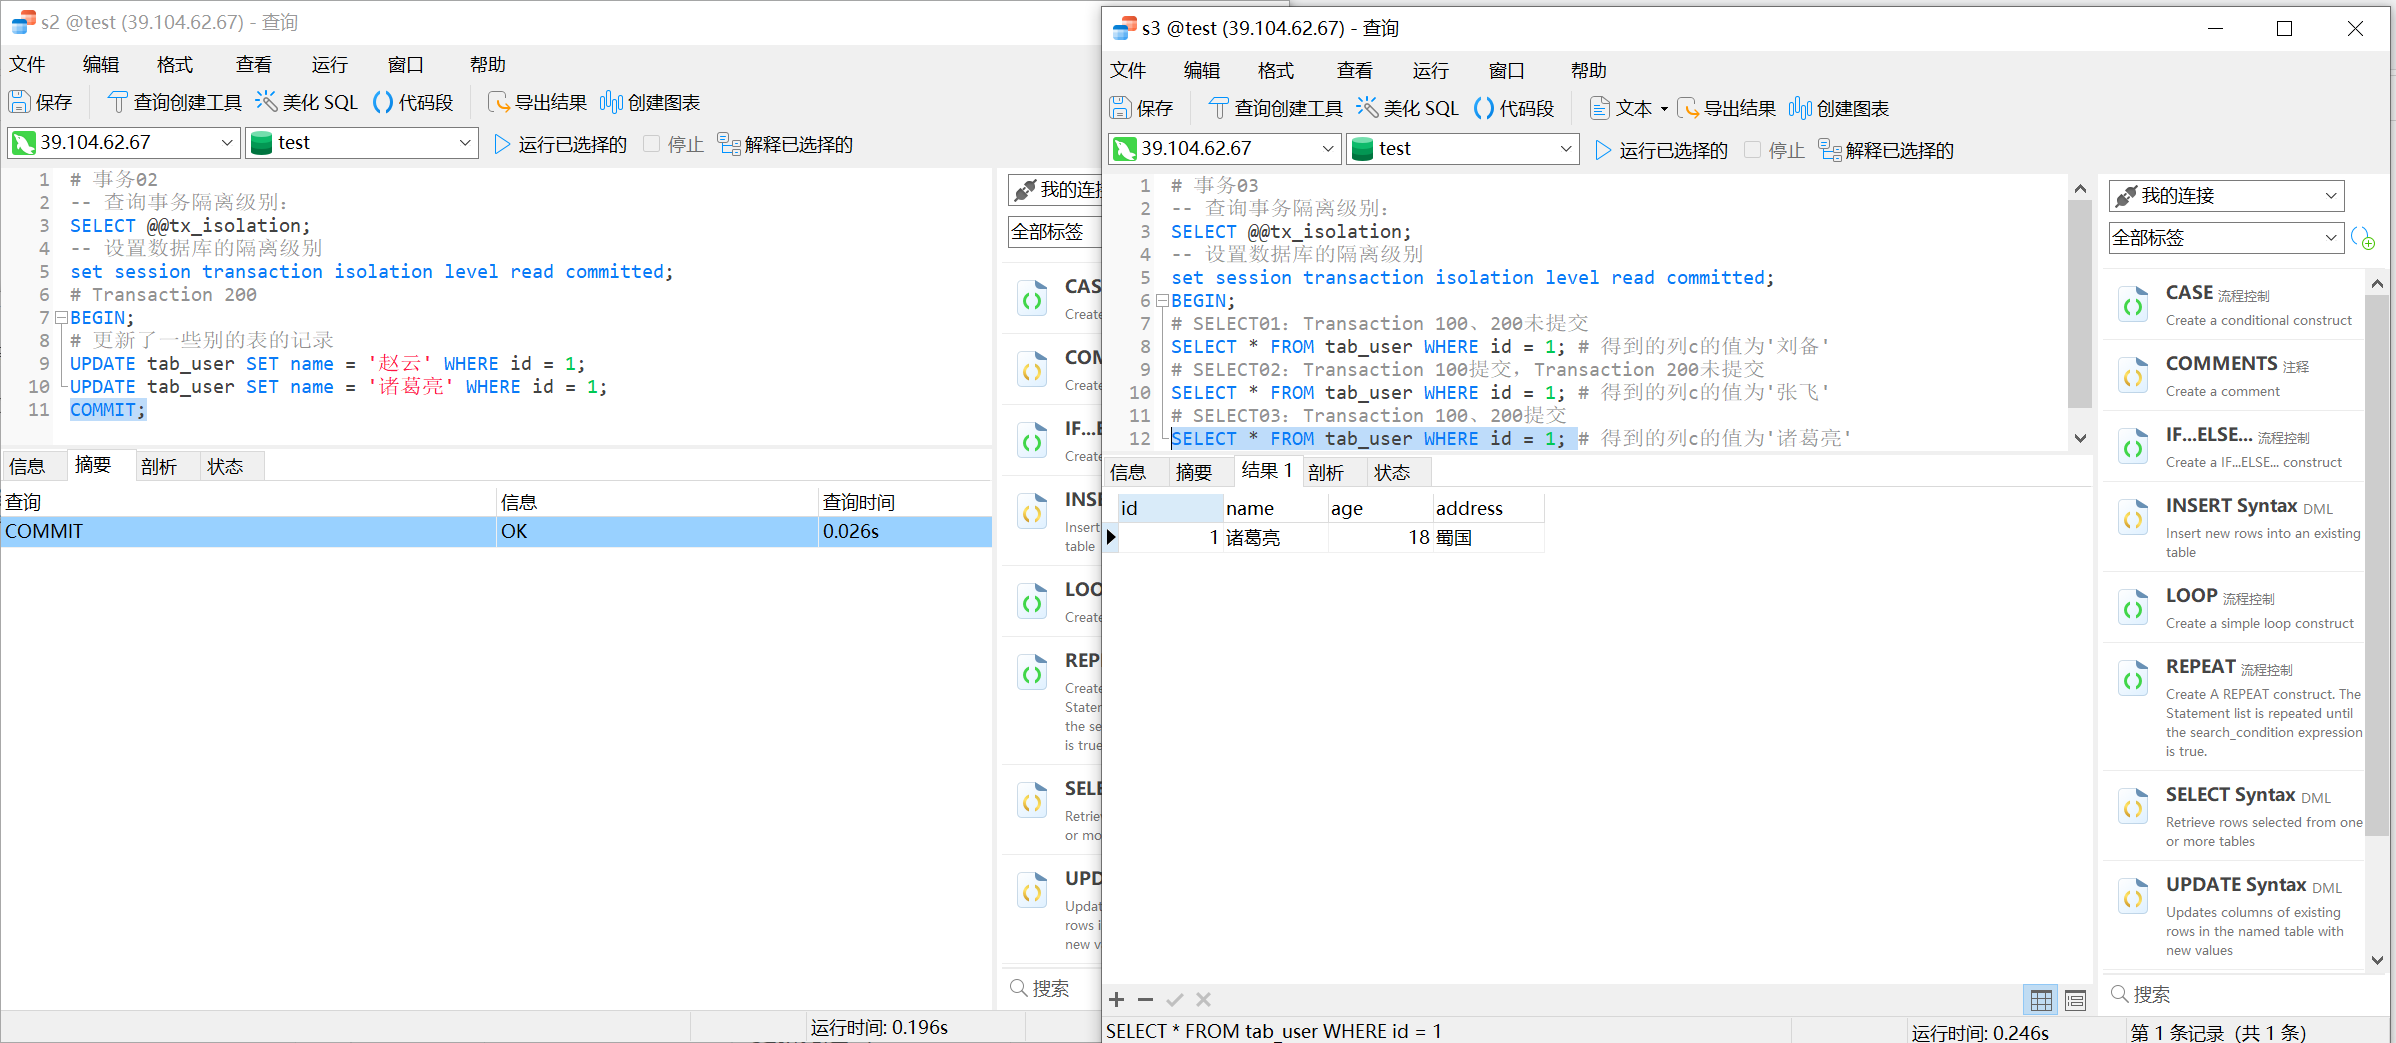 s2 @test (39.104.62.67) - 查询
文件 编辑 格式 查看 运行 窗口 帮助
保存 查询创建工具 美化 SQL 代码段 导出结果 创建图表
39.104.62.67 test 运行已选择的 停止 解释已选择的
1 # 事务02
2 -- 查询事务隔离级别：
3 SELECT @@tx_isolation;
4 -- 设置数据库的隔离级别
5 set session transaction isolation level read committed;
6 # Transaction 200
7 BEGIN;
8 # 更新了一些别的表的记录
9 UPDATE tab_user SET name = '赵云' WHERE id = 1;
10 UPDATE tab_user SET name = '诸葛亮' WHERE id = 1;
11 COMMIT;
信息 摘要 剖析 状态
查询 信息 查询时间
COMMIT OK 0.026s
我的连接
全部标签
CAS
Create
COM
Create
IF...E
Create
INSE
Insert
table
LOO
Create
REP
Create
Statem
the se
is true
SELE
Retrie
or mo
UPD
Updat
rows i
new v
搜索
运行时间: 0.196s
s3 @test (39.104.62.67) - 查询
文件 编辑 格式 查看 运行 窗口 帮助
保存 查询创建工具 美化 SQL 代码段 文本 导出结果 创建图表
39.104.62.67 test 运行已选择的 停止 解释已选择的
1 # 事务03
2 -- 查询事务隔离级别：
3 SELECT @@tx_isolation;
4 -- 设置数据库的隔离级别
5 set session transaction isolation level read committed;
6 BEGIN;
7 # SELECT01：Transaction 100、200未提交
8 SELECT * FROM tab_user WHERE id = 1; # 得到的列c的值为'刘备'
9 # SELECT02：Transaction 100提交，Transaction 200未提交
10 SELECT * FROM tab_user WHERE id = 1; # 得到的列c的值为'张飞'
11 # SELECT03：Transaction 100、200提交
12 SELECT * FROM tab_user WHERE id = 1; # 得到的列c的值为'诸葛亮'
信息 摘要 结果 1 剖析 状态
id name age address
1 诸葛亮 18 蜀国
我的连接
全部标签
CASE 流程控制
Create a conditional construct
COMMENTS 注释
Create a comment
IF...ELSE... 流程控制
Create a IF...ELSE... construct
INSERT Syntax DML
Insert new rows into an existing
table
LOOP 流程控制
Create a simple loop construct
REPEAT 流程控制
Create A REPEAT construct. The
Statement list is repeated until
the search_condition expression
is true.
SELECT Syntax DML
Retrieve rows selected from one
or more tables
UPDATE Syntax DML
Updates columns of existing
rows in the named table with
new values
搜索
SELECT * FROM tab_user WHERE id = 1 运行时间: 0.246s 第 1 条记录（共 1 条）